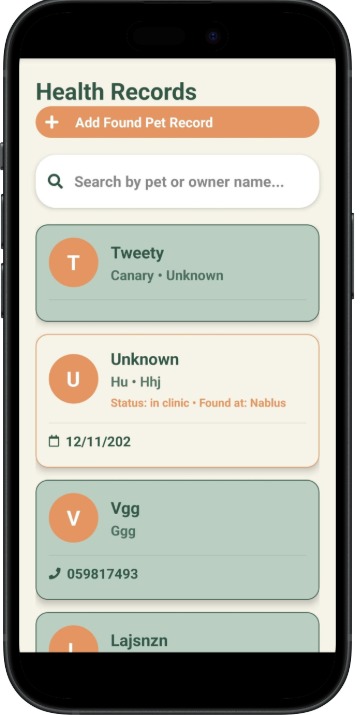 Health Records
Add Found Pet Record
Search by pet or owner name...
T
Tweety
Canary • Unknown
U
Unknown
Hu • Hhj
Status: in clinic • Found at: Nablus
12/11/202
V
Vgg
Ggg
059817493
L
Lajsnzn